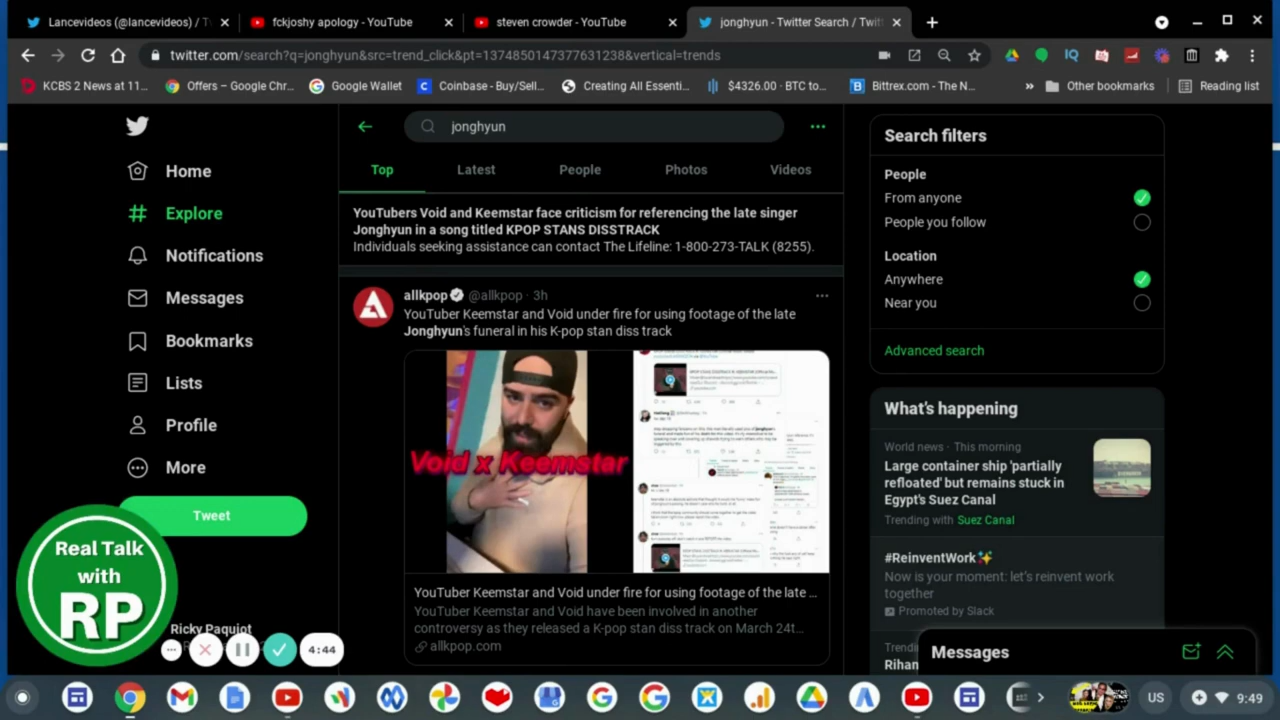 Lancevideos (@lancevideos) / Tw
fckjoshy apology - YouTube
steven crowder - YouTube
jonghyun - Twitter Search / Twit
twitter.com/search?q=jonghyun&src=trend_click&pt=1374850147377631238&vertical=trends
KCBS 2 News at 11...
Offers – Google Chr...
Google Wallet
Coinbase - Buy/Sell...
Creating All Essenti...
$4326.00 · BTC to...
Bittrex.com - The N...
»
Other bookmarks
Reading list
Home
Explore
Notifications
Messages
Bookmarks
Lists
Profile
More
Tweet
Real Talk
with
RP
Ricky Paquiot
4:44
jonghyun
Top
Latest
People
Photos
Videos
YouTubers Void and Keemstar face criticism for referencing the late singer
Jonghyun in a song titled KPOP STANS DISSTRACK
Individuals seeking assistance can contact The Lifeline: 1-800-273-TALK (8255).
allkpop @allkpop · 3h
YouTuber Keemstar and Void under fire for using footage of the late
Jonghyun's funeral in his K-pop stan diss track
Void x Keemstar
YouTuber Keemstar and Void under fire for using footage of the late ...
YouTuber Keemstar and Void have been involved in another
controversy as they released a K-pop stan diss track on March 24t...
allkpop.com
Search filters
People
From anyone
People you follow
Location
Anywhere
Near you
Advanced search
What's happening
World news · This morning
Large container ship 'partially
refloated' but remains stuck in
Egypt's Suez Canal
Trending with Suez Canal
#ReinventWork
Now is your moment: let's reinvent work
together
Promoted by Slack
Trendi
Rihan
Messages
US
9:49